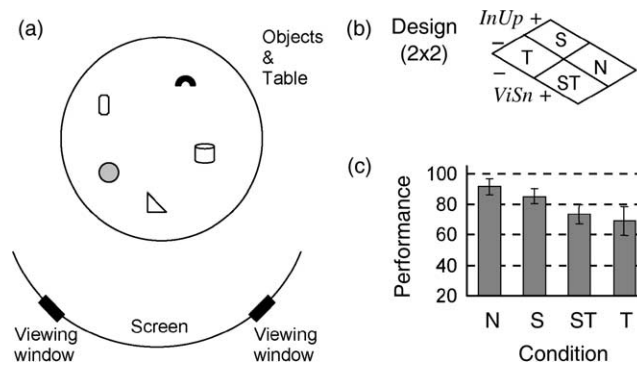 (a)
Objects
&
Table
Viewing
window
Screen
Viewing
window
(b)
Design
(2x2)
InUp +
–
–
ViSn +
S
T
N
ST
(c)
Performance
100
80
60
40
20
N S ST T
Condition